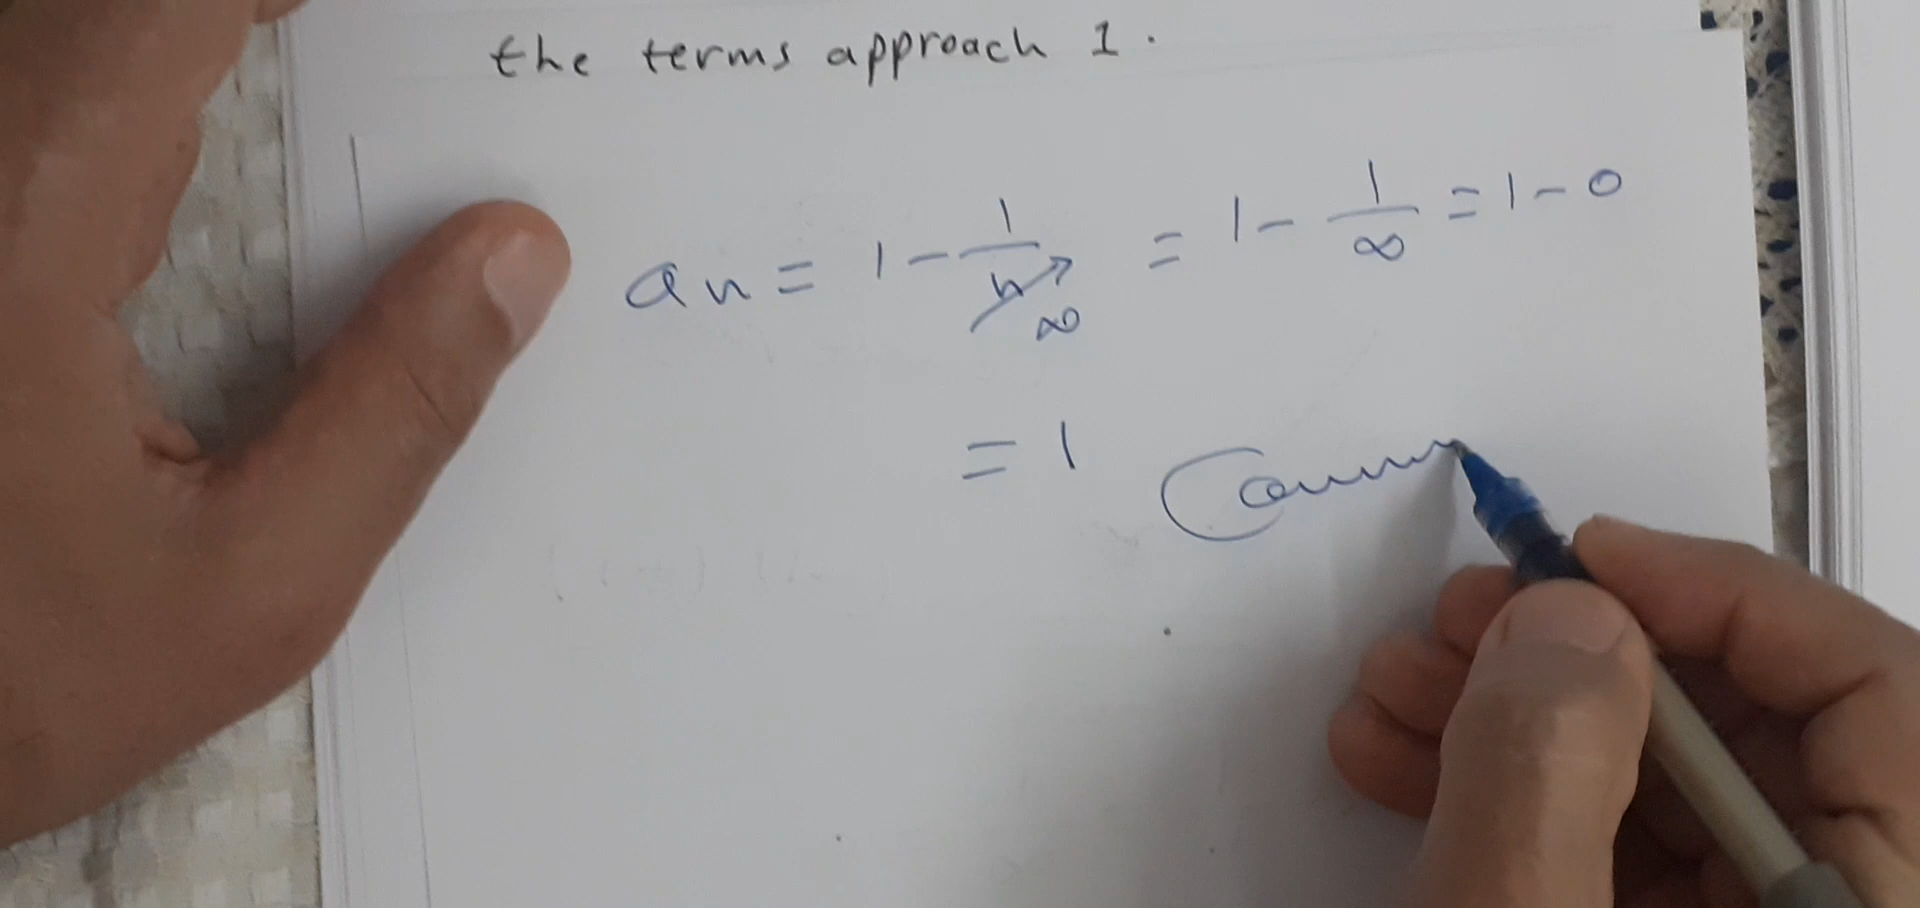 the terms approach 1.
an = 1 - 1/n→∞ = 1 - 1/∞ = 1 - 0
= 1